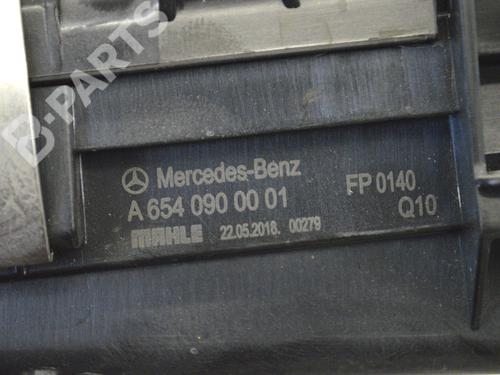 B-PARTS
Mercedes-Benz
A 654 090 00 01
FP 0140
Q10
MAHLE 22.05.2018. 00279